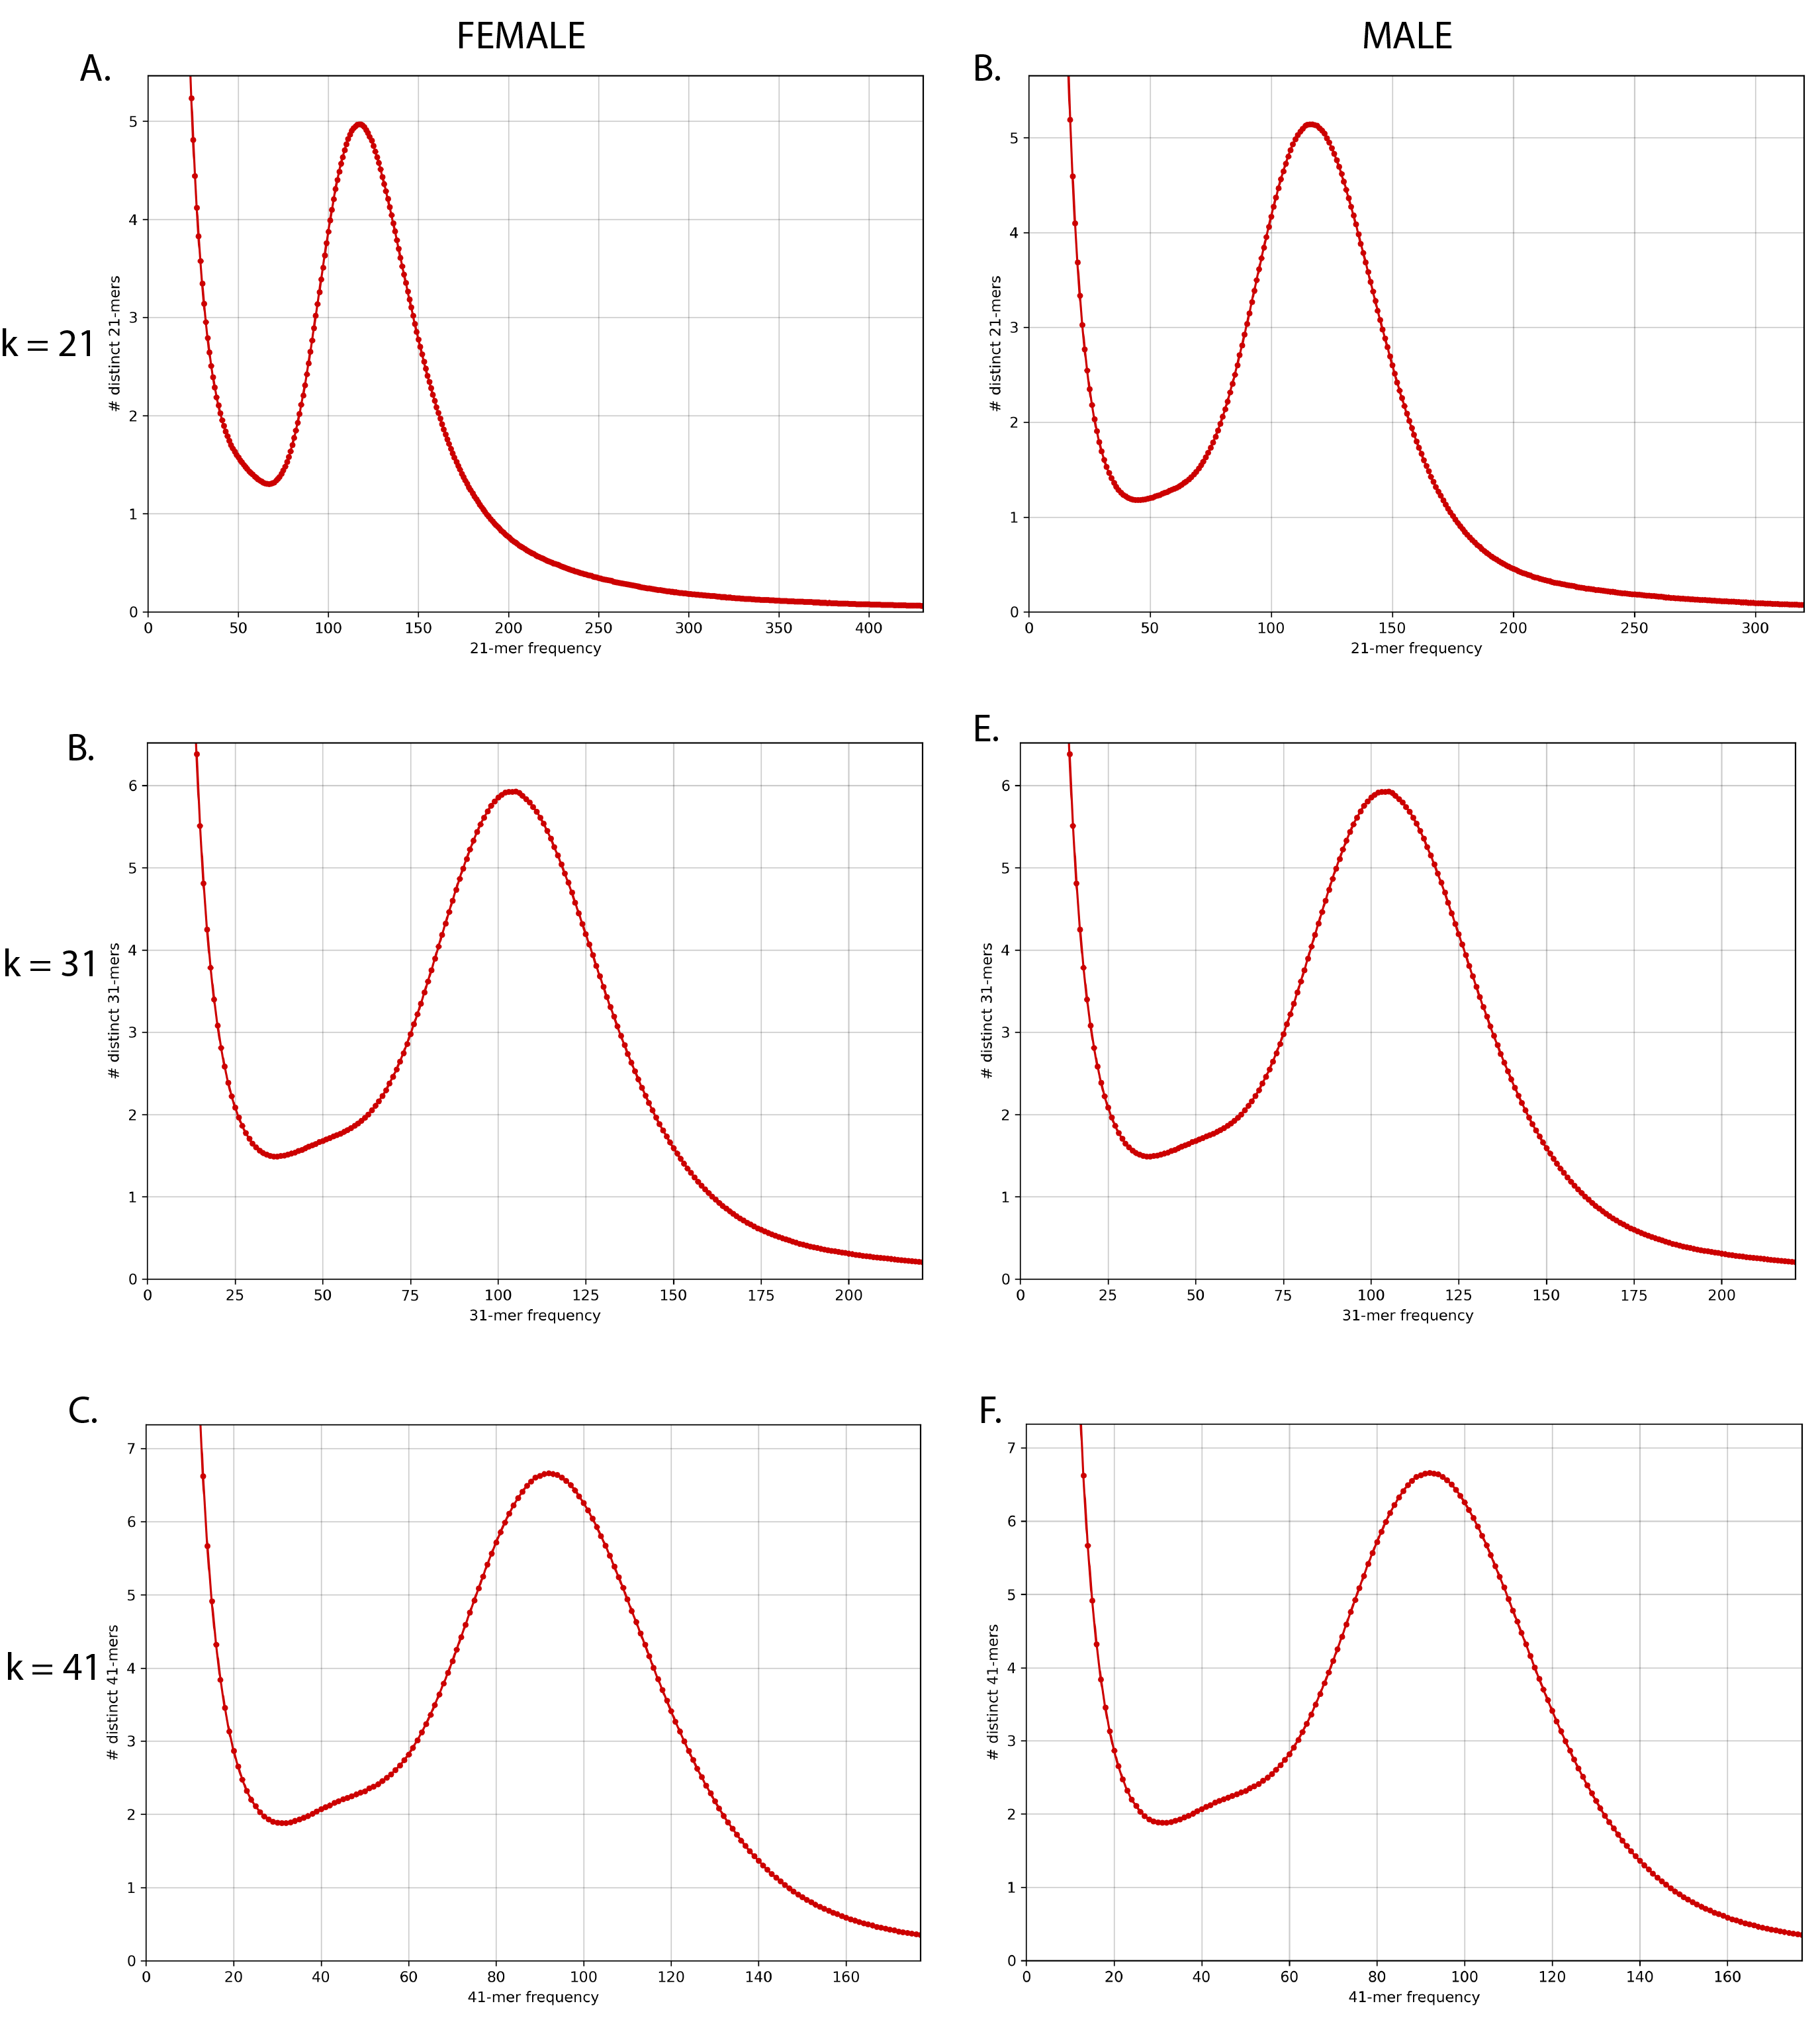 FEMALE
MALE
A.
B.
k = 21
# distinct 21-mers
5
4
3
2
1
0
0 50 100 150 200 250 300 350 400
21-mer frequency
# distinct 21-mers
5
4
3
2
1
0
0 50 100 150 200 250 300
21-mer frequency
B.
E.
k = 31
# distinct 31-mers
6
5
4
3
2
1
0
0 25 50 75 100 125 150 175 200
31-mer frequency
# distinct 31-mers
6
5
4
3
2
1
0
0 25 50 75 100 125 150 175 200
31-mer frequency
C.
F.
k = 41
# distinct 41-mers
7
6
5
4
3
2
1
0
0 20 40 60 80 100 120 140 160
41-mer frequency
# distinct 41-mers
7
6
5
4
3
2
1
0
0 20 40 60 80 100 120 140 160
41-mer frequency